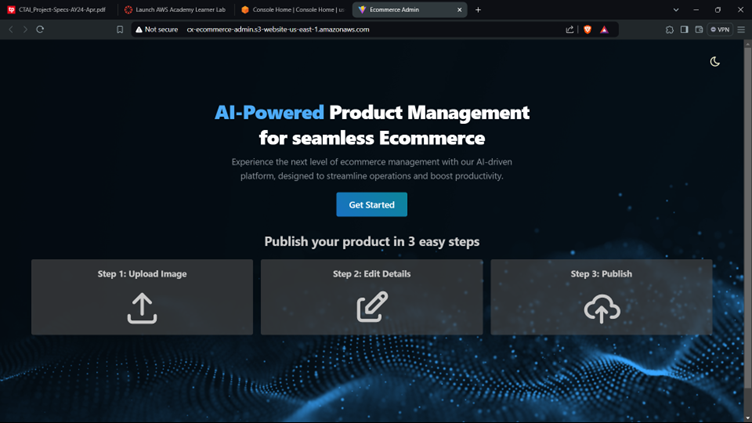 CTAI_Project-Specs-AY24-Apr.pdf
Launch AWS Academy Learner Lab
Console Home | Console Home | us
Ecommerce Admin
Not secure
cx-ecommerce-admin.s3-website-us-east-1.amazonaws.com
VPN
AI-Powered Product Management
for seamless Ecommerce
Experience the next level of ecommerce management with our AI-driven
platform, designed to streamline operations and boost productivity.
Get Started
Publish your product in 3 easy steps
Step 1: Upload Image
Step 2: Edit Details
Step 3: Publish